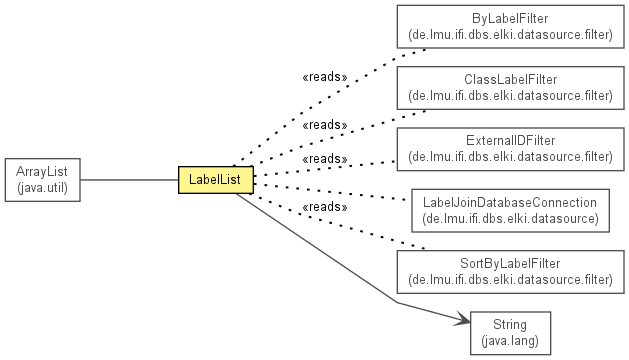 ByLabelFilter
(de.lmu.ifi.dbs.elki.datasource.filter)
«reads»
ClassLabelFilter
(de.lmu.ifi.dbs.elki.datasource.filter)
«reads»
ExternalIDFilter
(de.lmu.ifi.dbs.elki.datasource.filter)
«reads»
ArrayList
(java.util)
LabelList
LabelJoinDatabaseConnection
(de.lmu.ifi.dbs.elki.datasource)
«reads»
SortByLabelFilter
(de.lmu.ifi.dbs.elki.datasource.filter)
String
(java.lang)